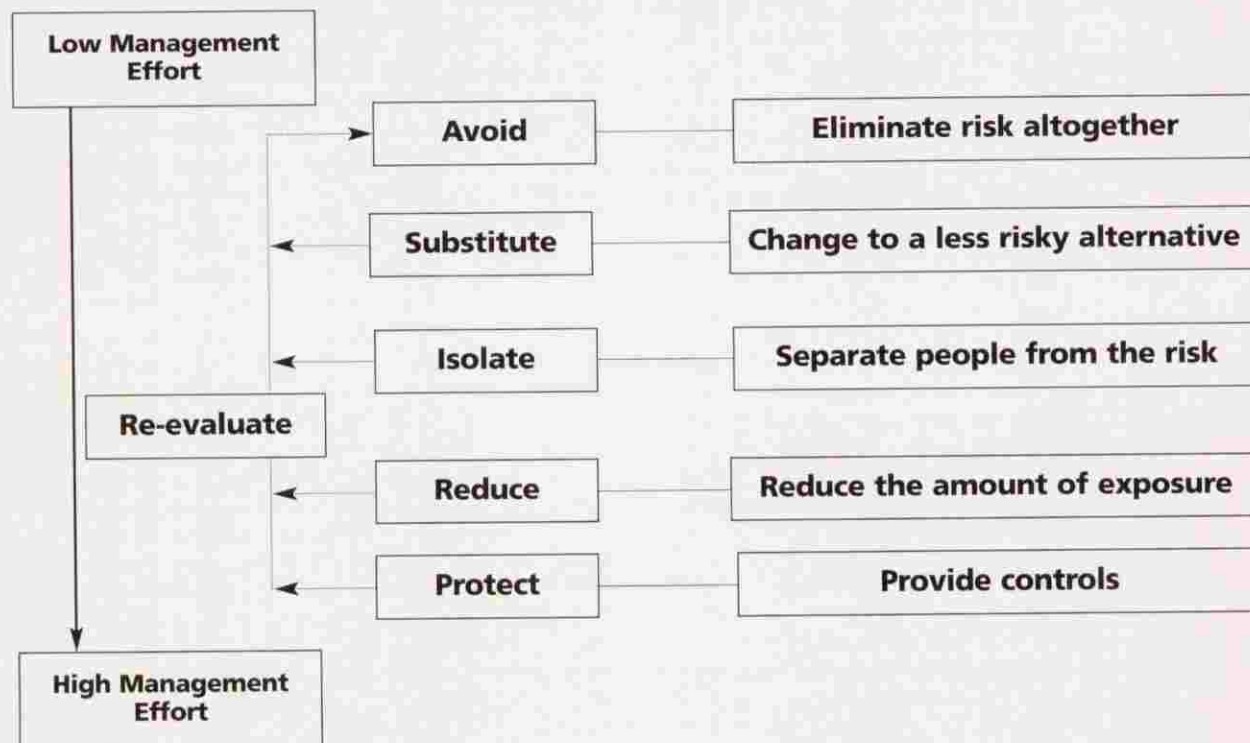 Low Management
Effort
Avoid
Eliminate risk altogether
Substitute
Change to a less risky alternative
Isolate
Separate people from the risk
Re-evaluate
Reduce
Reduce the amount of exposure
Protect
Provide controls
High Management
Effort